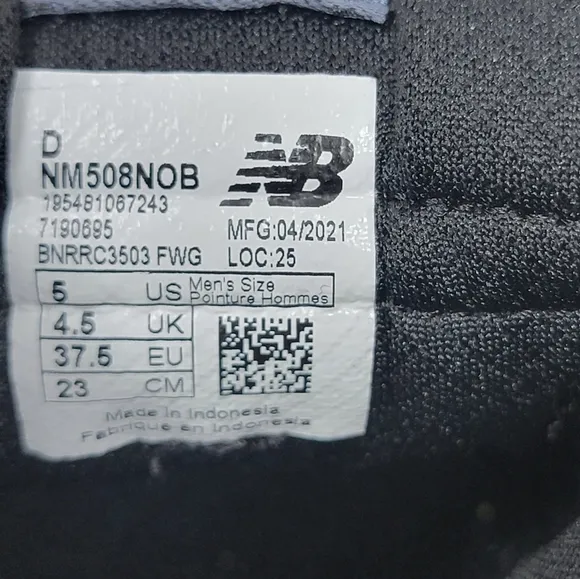 D
NM508NOB
NB
195481067243
7190695 MFG:04/2021
BNRRC3503 FWG LOC:25
5 US Men's Size
Pointure Hommes
4.5 UK
37.5 EU
23 CM
Made in Indonesia
Fabriqué en Indonésie